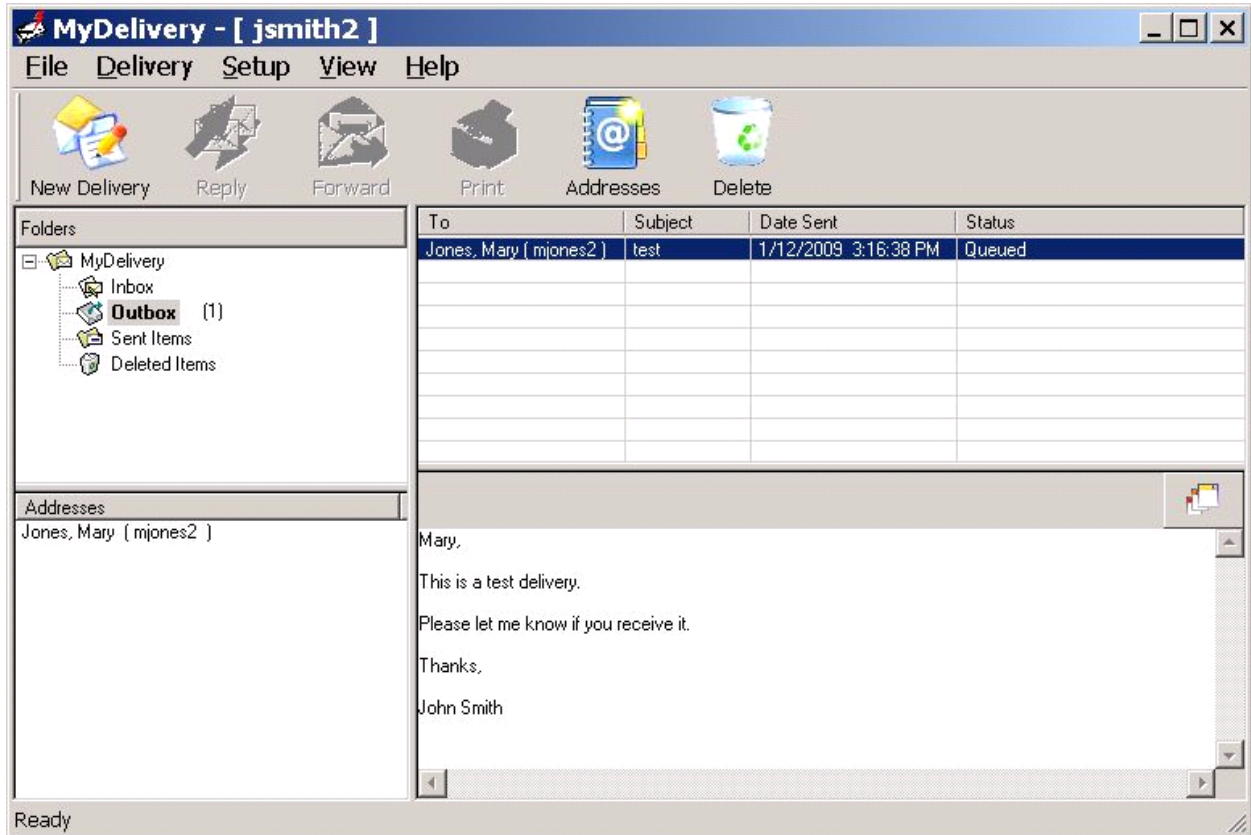 MyDelivery - [ jsmith2 ]
File Delivery Setup View Help
New Delivery Reply Forward Print Addresses Delete
Folders
MyDelivery
Inbox
Outbox (1)
Sent Items
Deleted Items
To Subject Date Sent Status
Jones, Mary ( mjones2 ) test 1/12/2009 3:16:38 PM Queued
Addresses
Jones, Mary ( mjones2 )
Mary,
This is a test delivery.
Please let me know if you receive it.
Thanks,
John Smith
Ready